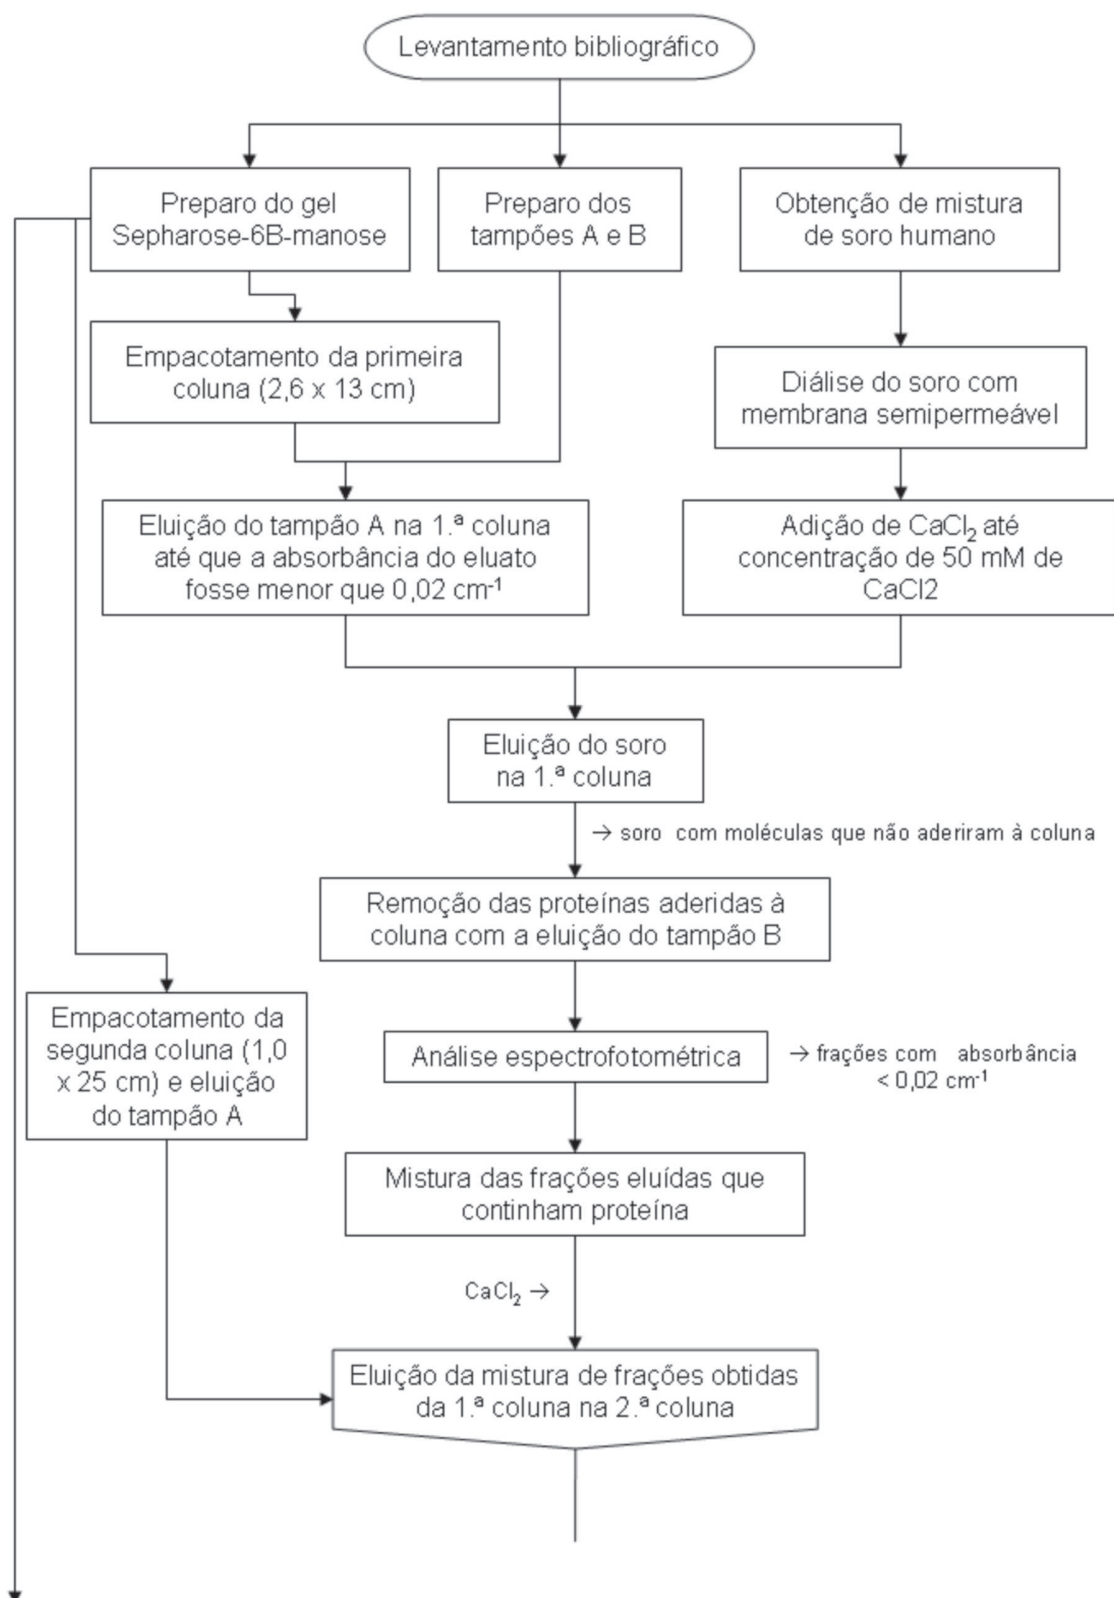 Levantamento bibliográfico
Preparo do gel
Sepharose-6B-manose
Preparo dos
tampões A e B
Obtenção de mistura
de soro humano
Empacotamento da primeira
coluna (2,6 x 13 cm)
Diálise do soro com
membrana semipermeável
Eluição do tampão A na 1.ª coluna
até que a absorbância do eluato
fosse menor que 0,02 cm⁻¹
Adição de CaCl₂ até
concentração de 50 mM de
CaCl2
Eluição do soro
na 1.ª coluna
→ soro com moléculas que não aderiram à coluna
Remoção das proteínas aderidas à
coluna com a eluição do tampão B
Empacotamento da
segunda coluna (1,0
x 25 cm) e eluição
do tampão A
Análise espectrofotométrica
→ frações com absorbância
< 0,02 cm⁻¹
Mistura das frações eluídas que
continham proteína
CaCl₂ →
Eluição da mistura de frações obtidas
da 1.ª coluna na 2.ª coluna